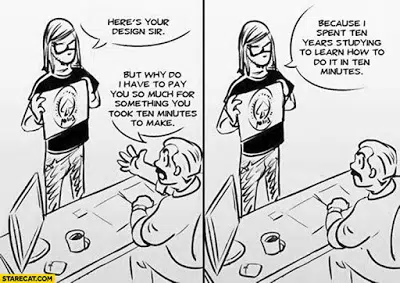 HERE'S YOUR
DESIGN SIR.
BUT WHY DO
I HAVE TO PAY
YOU SO MUCH FOR
SOMETHING YOU
TOOK TEN MINUTES
TO MAKE.
BECAUSE I
SPENT TEN
YEARS STUDYING
TO LEARN HOW TO
DO IT IN TEN
MINUTES.
STARECAT.COM